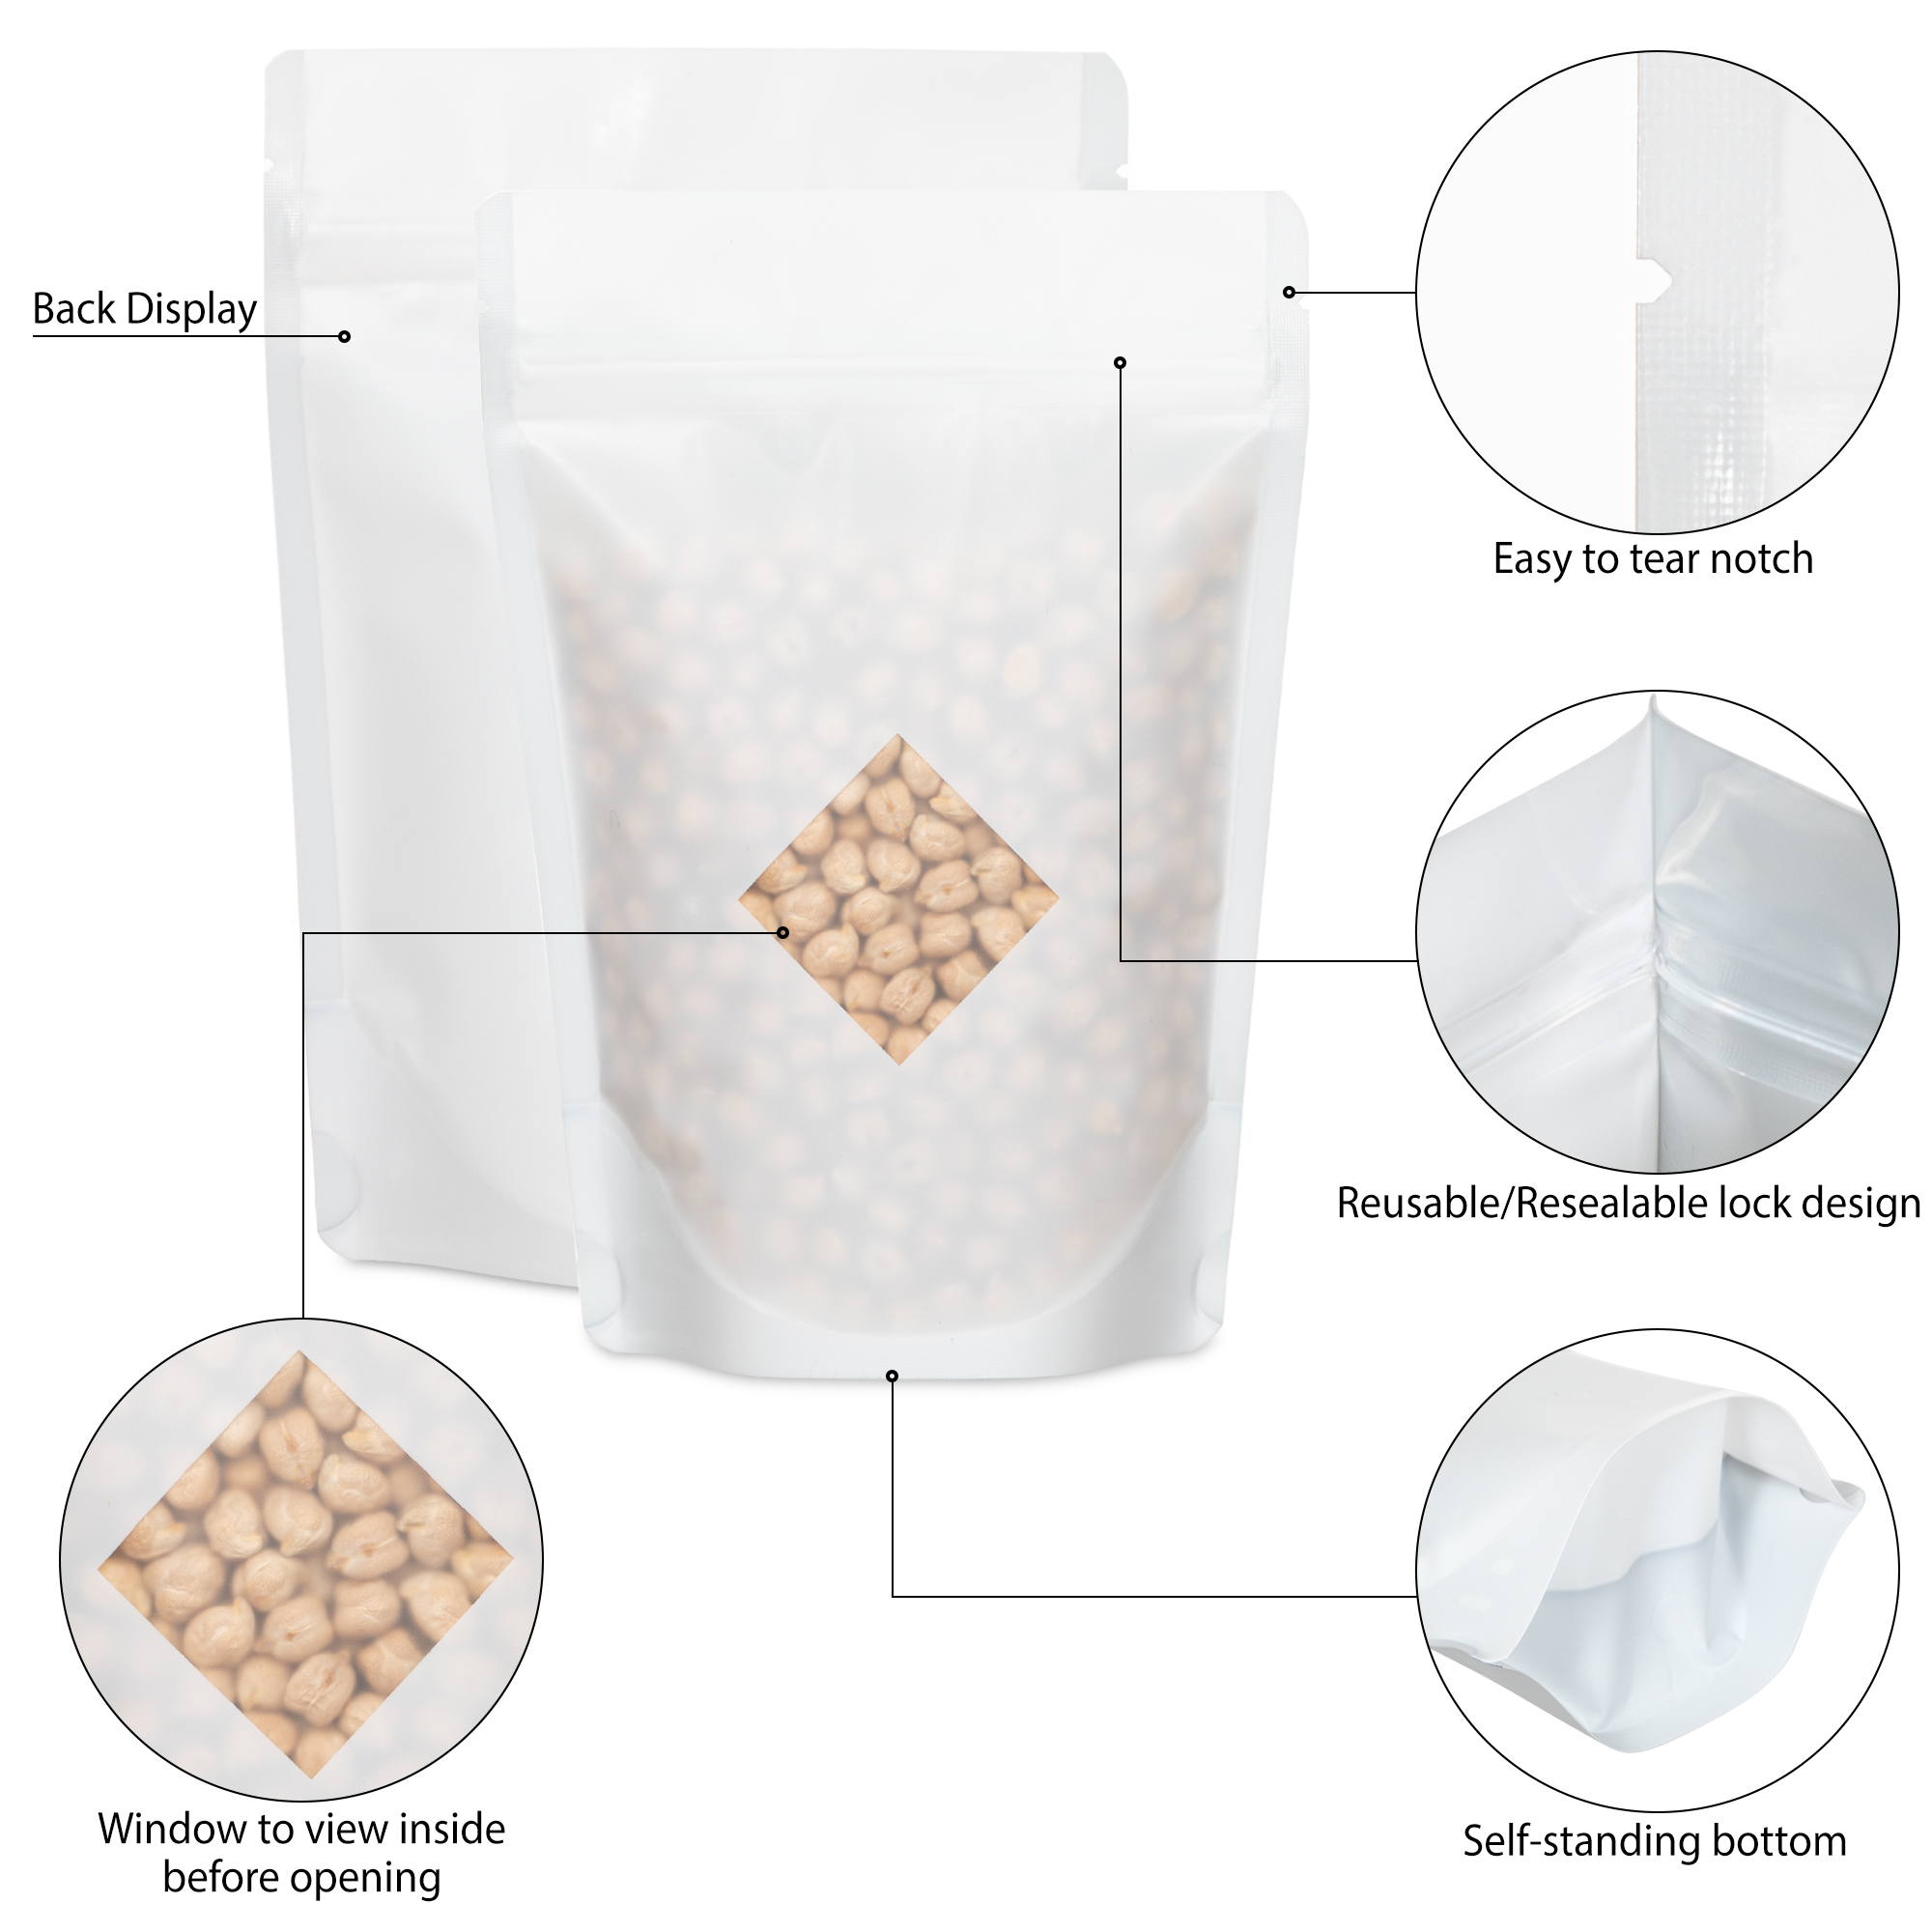 Back Display
Easy to tear notch
Reusable/Resealable lock design
Window to view inside
before opening
Self-standing bottom